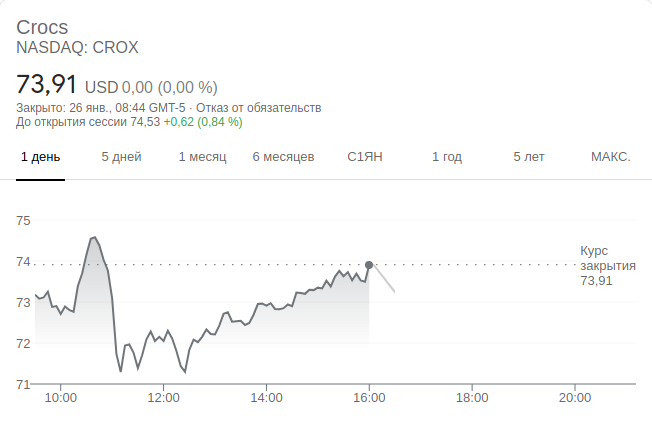 Crocs
NASDAQ: CROX
73,91 USD 0,00 (0,00 %)
Закрыто: 26 янв., 08:44 GMT-5 · Отказ от обязательств
До открытия сессии 74,53 +0,62 (0,84 %)
1 день 5 дней 1 месяц 6 месяцев С1ЯН 1 год 5 лет МАКС.
75
74
73
72
71
Курс
закрытия
73,91
10:00 12:00 14:00 16:00 18:00 20:00